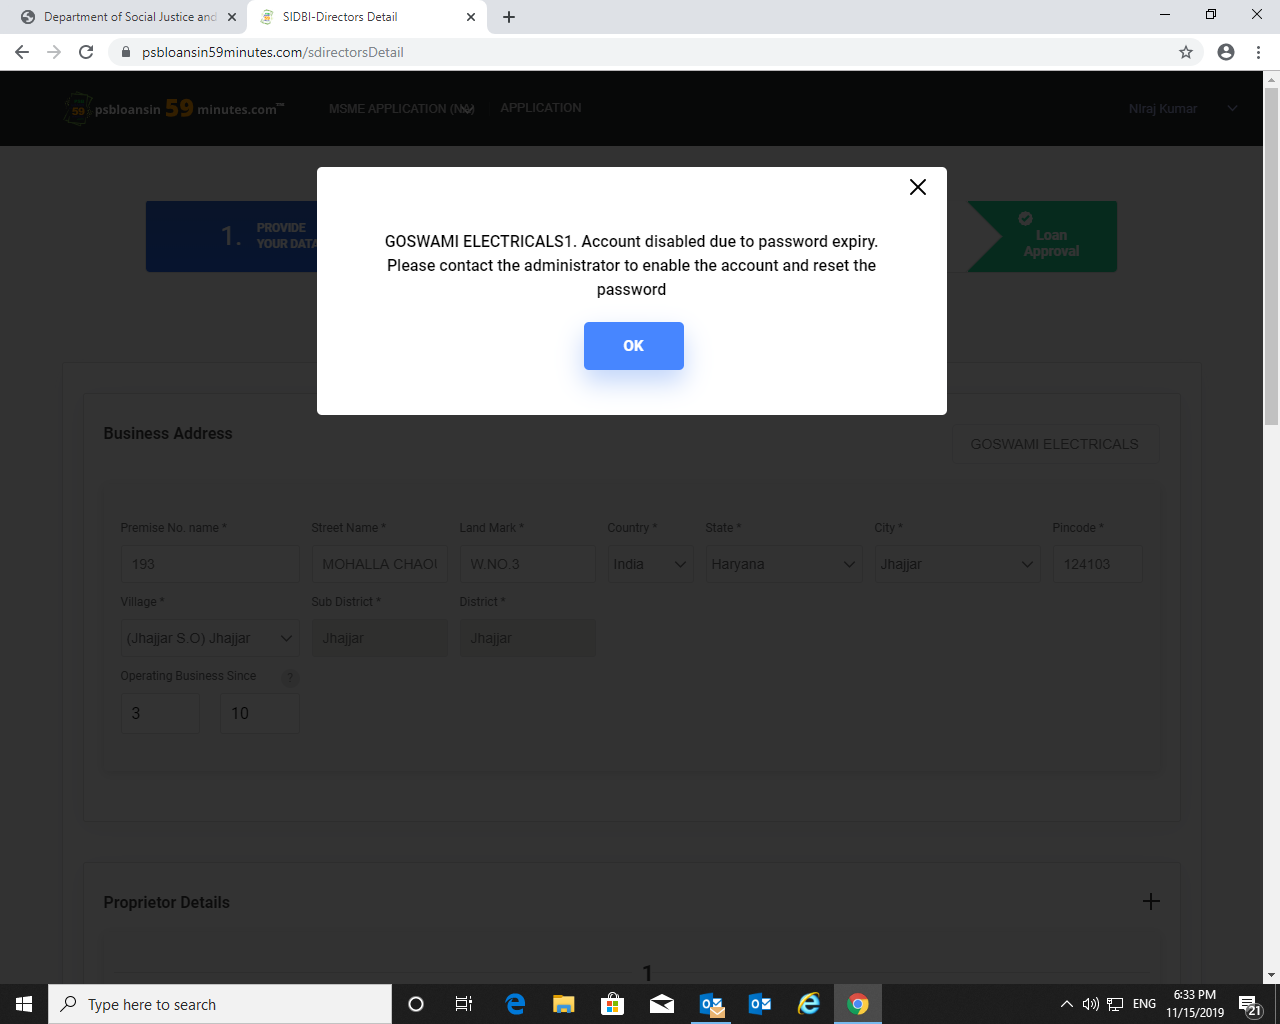 Department of Social Justice and
SIDBI-Directors Detail
psbloansin59minutes.com/sdirectorsDetail
59 psbloansin 59 minutes.com™
MSME APPLICATION (NA)
APPLICATION
Niraj Kumar
1. PROVIDE
YOUR DATA
Loan
Approval
GOSWAMI ELECTRICALS1. Account disabled due to password expiry.
Please contact the administrator to enable the account and reset the
password
OK
Business Address
GOSWAMI ELECTRICALS
Premise No. name * Street Name * Land Mark * Country * State * City * Pincode *
193 MOHALLA CHAO W.NO.3 India Haryana Jhajjar 124103
Village * Sub District * District *
(Jhajjar S.O) Jhajjar Jhajjar Jhajjar
Operating Business Since ?
3 10
Proprietor Details
1
Type here to search
ENG
6:33 PM
11/15/2019
21